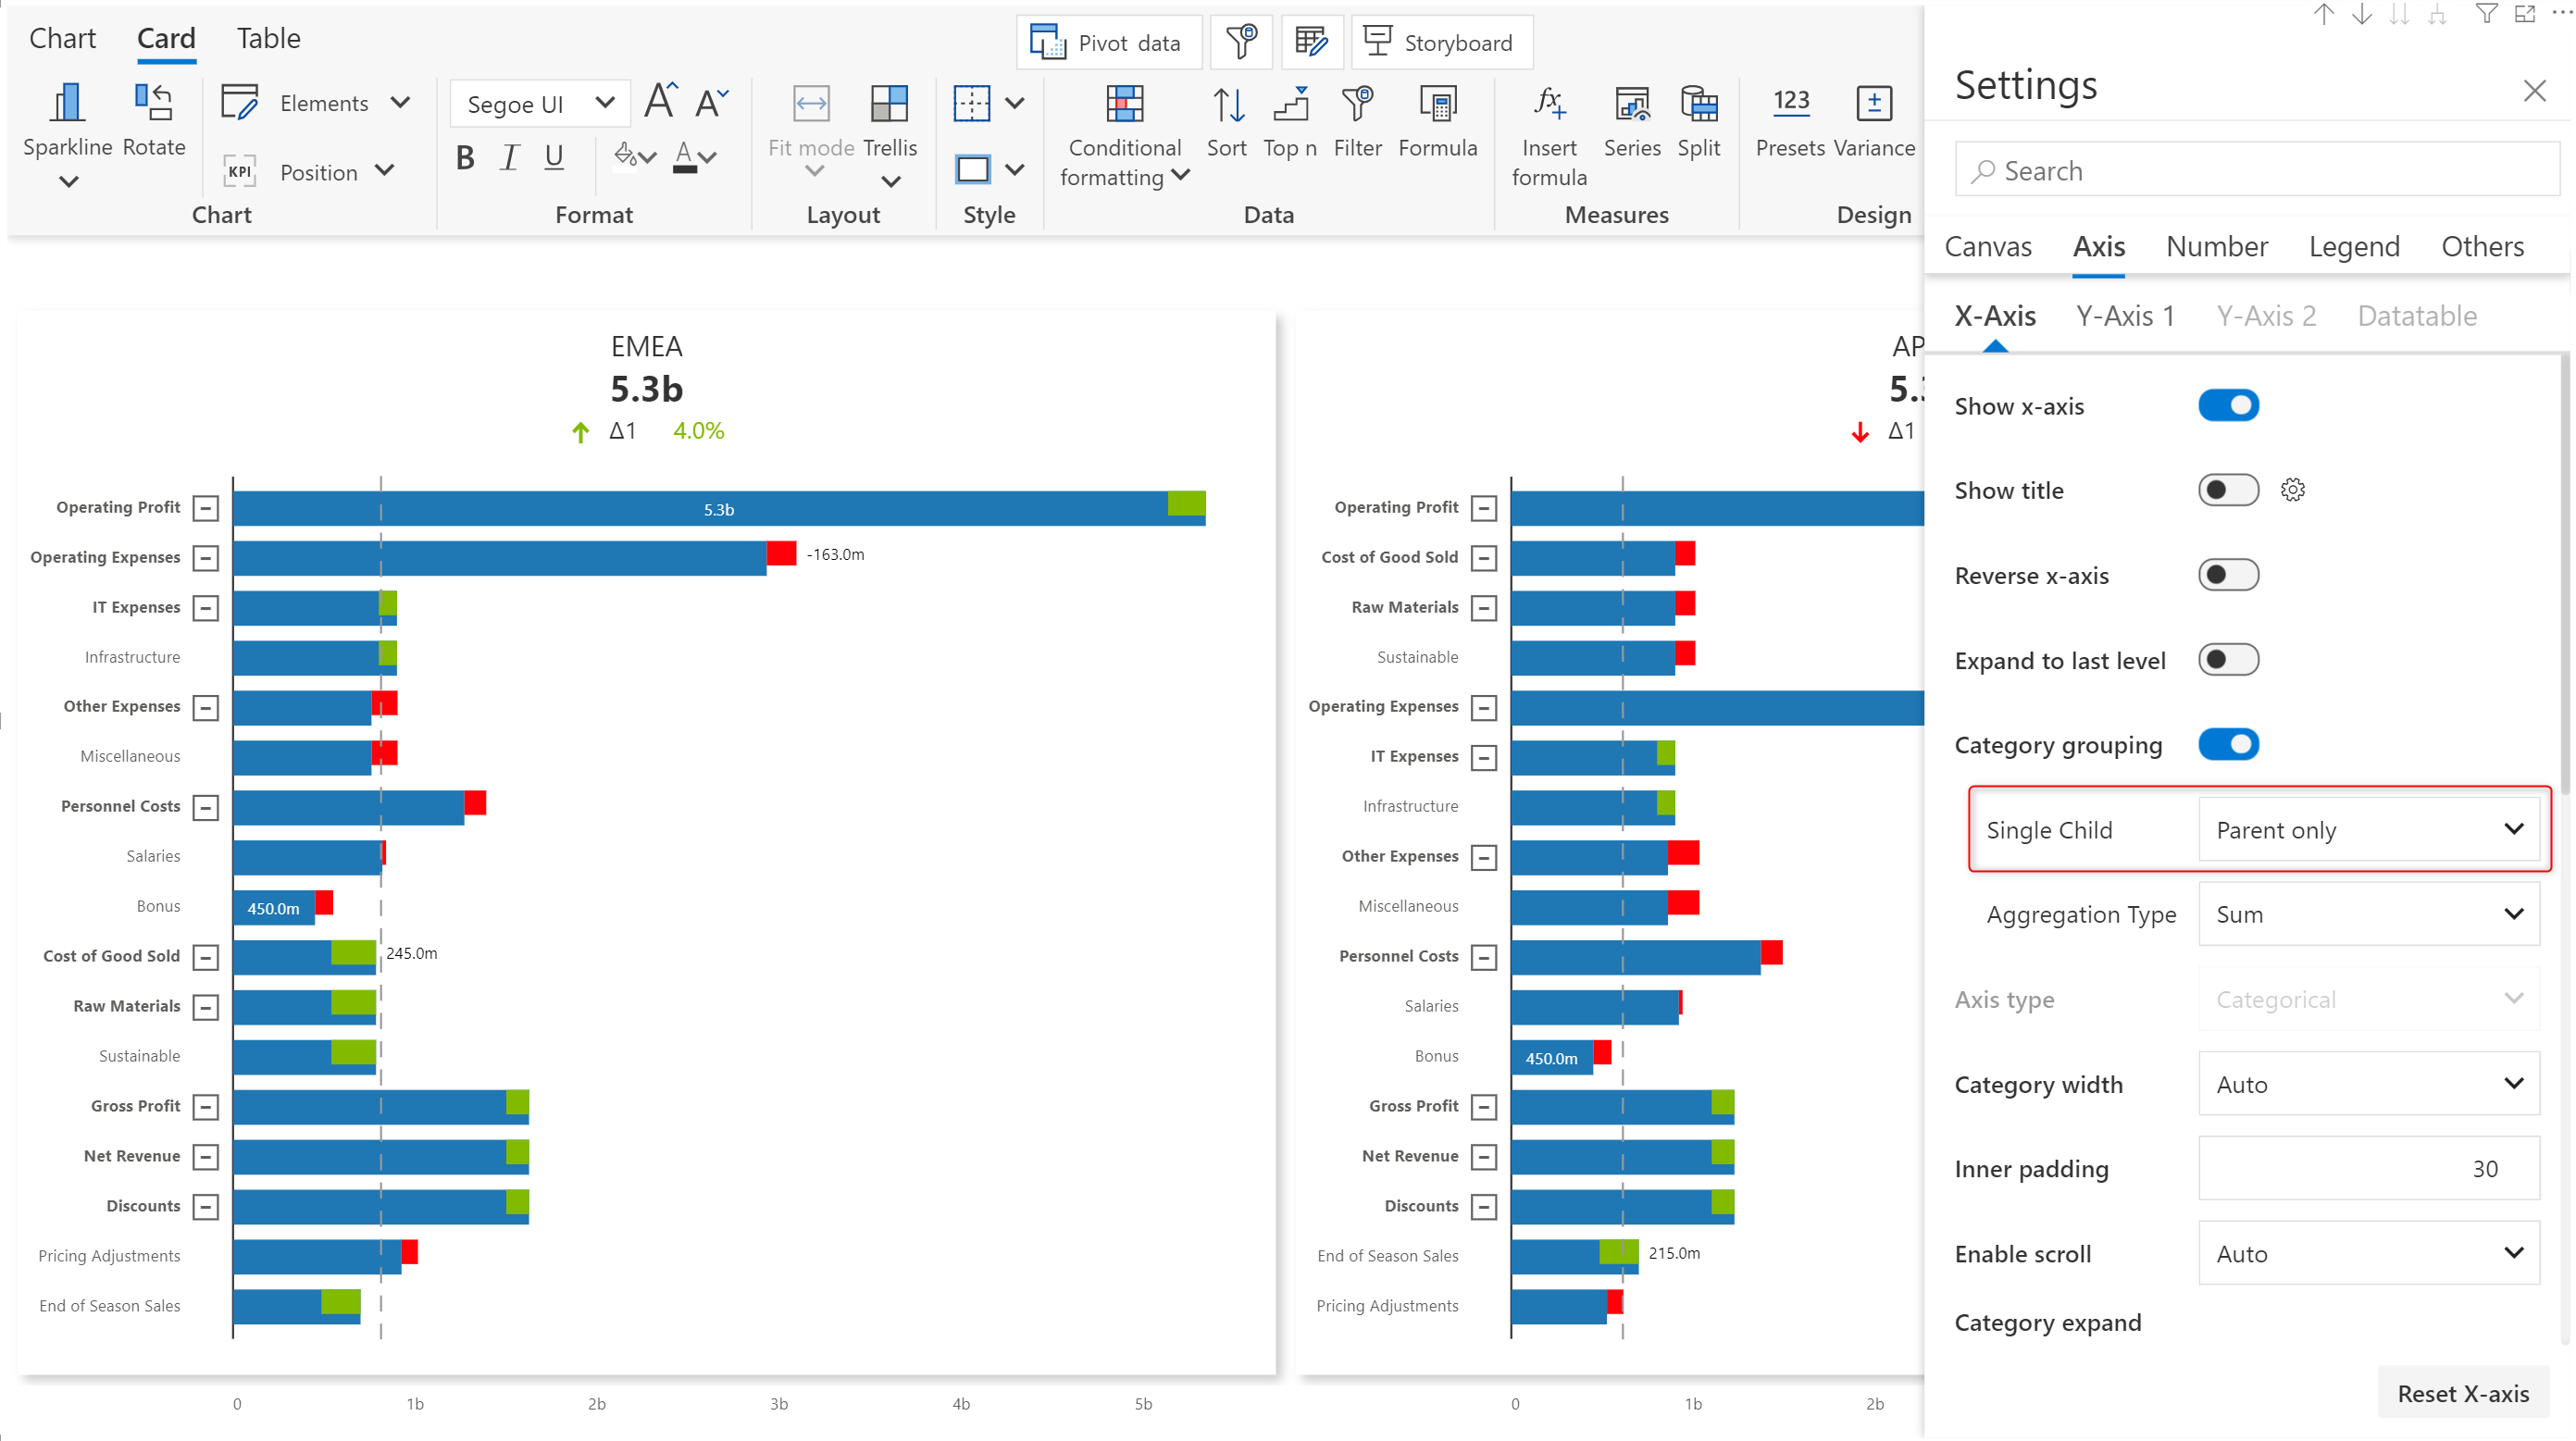 Chart Card Table
Pivot data Storyboard
Sparkline Rotate
Elements
KPI Position
Chart
Segoe UI A A
B I U A
Format
Fit mode Trellis
Layout
Style
Conditional formatting Sort Top n Filter Formula
Data
fx Insert formula Series Split
Measures
123 Presets Variance
Design
Settings
Search
Canvas Axis Number Legend Others
X-Axis Y-Axis 1 Y-Axis 2 Datatable
Show x-axis
Show title
Reverse x-axis
Expand to last level
Category grouping
Single Child Parent only
Aggregation Type Sum
Axis type Categorical
Category width Auto
Inner padding 30
Enable scroll Auto
Category expand
Reset X-axis
EMEA
5.3b
Δ1 4.0%
Operating Profit 5.3b
Operating Expenses -163.0m
IT Expenses
Infrastructure
Other Expenses
Miscellaneous
Personnel Costs
Salaries
Bonus 450.0m
Cost of Good Sold 245.0m
Raw Materials
Sustainable
Gross Profit
Net Revenue
Discounts
Pricing Adjustments
End of Season Sales
0 1b 2b 3b 4b 5b
AP
5.
Δ1
Operating Profit
Cost of Good Sold
Raw Materials
Sustainable
Operating Expenses
IT Expenses
Infrastructure
Other Expenses
Miscellaneous
Personnel Costs
Salaries
Bonus 450.0m
Gross Profit
Net Revenue
Discounts
End of Season Sales 215.0m
Pricing Adjustments
0 1b 2b